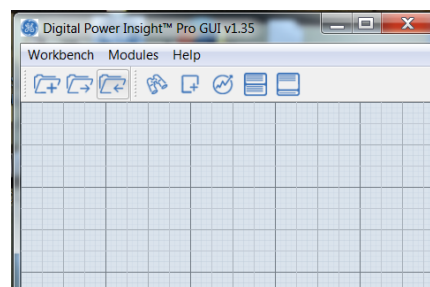 Digital Power Insight™ Pro GUI v1.35
Workbench Modules Help